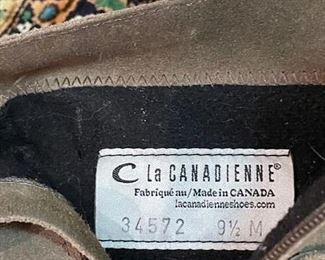 C La CANADIENNE®
Fabriqué au/Made in CANADA
lacanadienneshoes.com
34572 9½ M